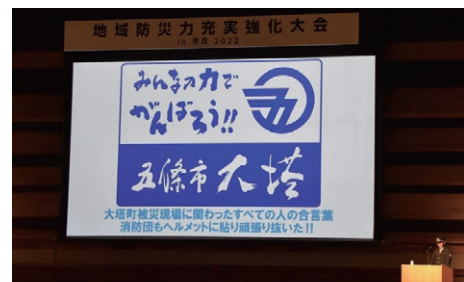 地域防災力充実強化大会
in 奈良 2022
みんなの力で
がんばろう!!
五條市大塔
大塔町被災現場に関わったすべての人の合言葉
消防団もヘルメットに貼り頑張り抜いた!!